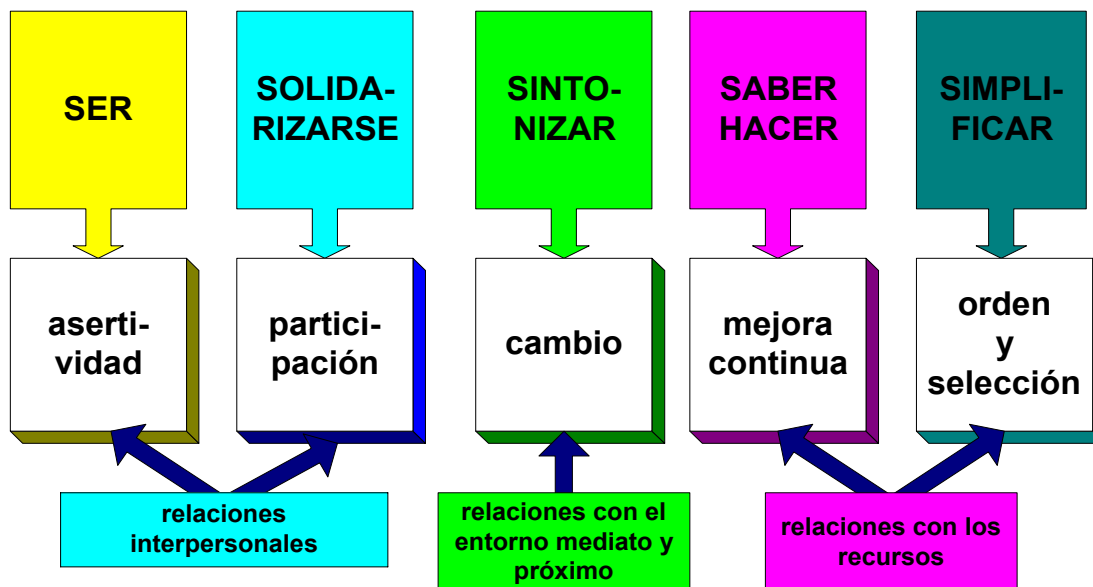 SER
SOLIDA-
RIZARSE
SINTO-
NIZAR
SABER
HACER
SIMPLI-
FICAR
aserti-
vidad
partici-
pación
cambio
mejora
continua
orden
y
selección
relaciones
interpersonales
relaciones con el
entorno mediato y
próximo
relaciones con los
recursos